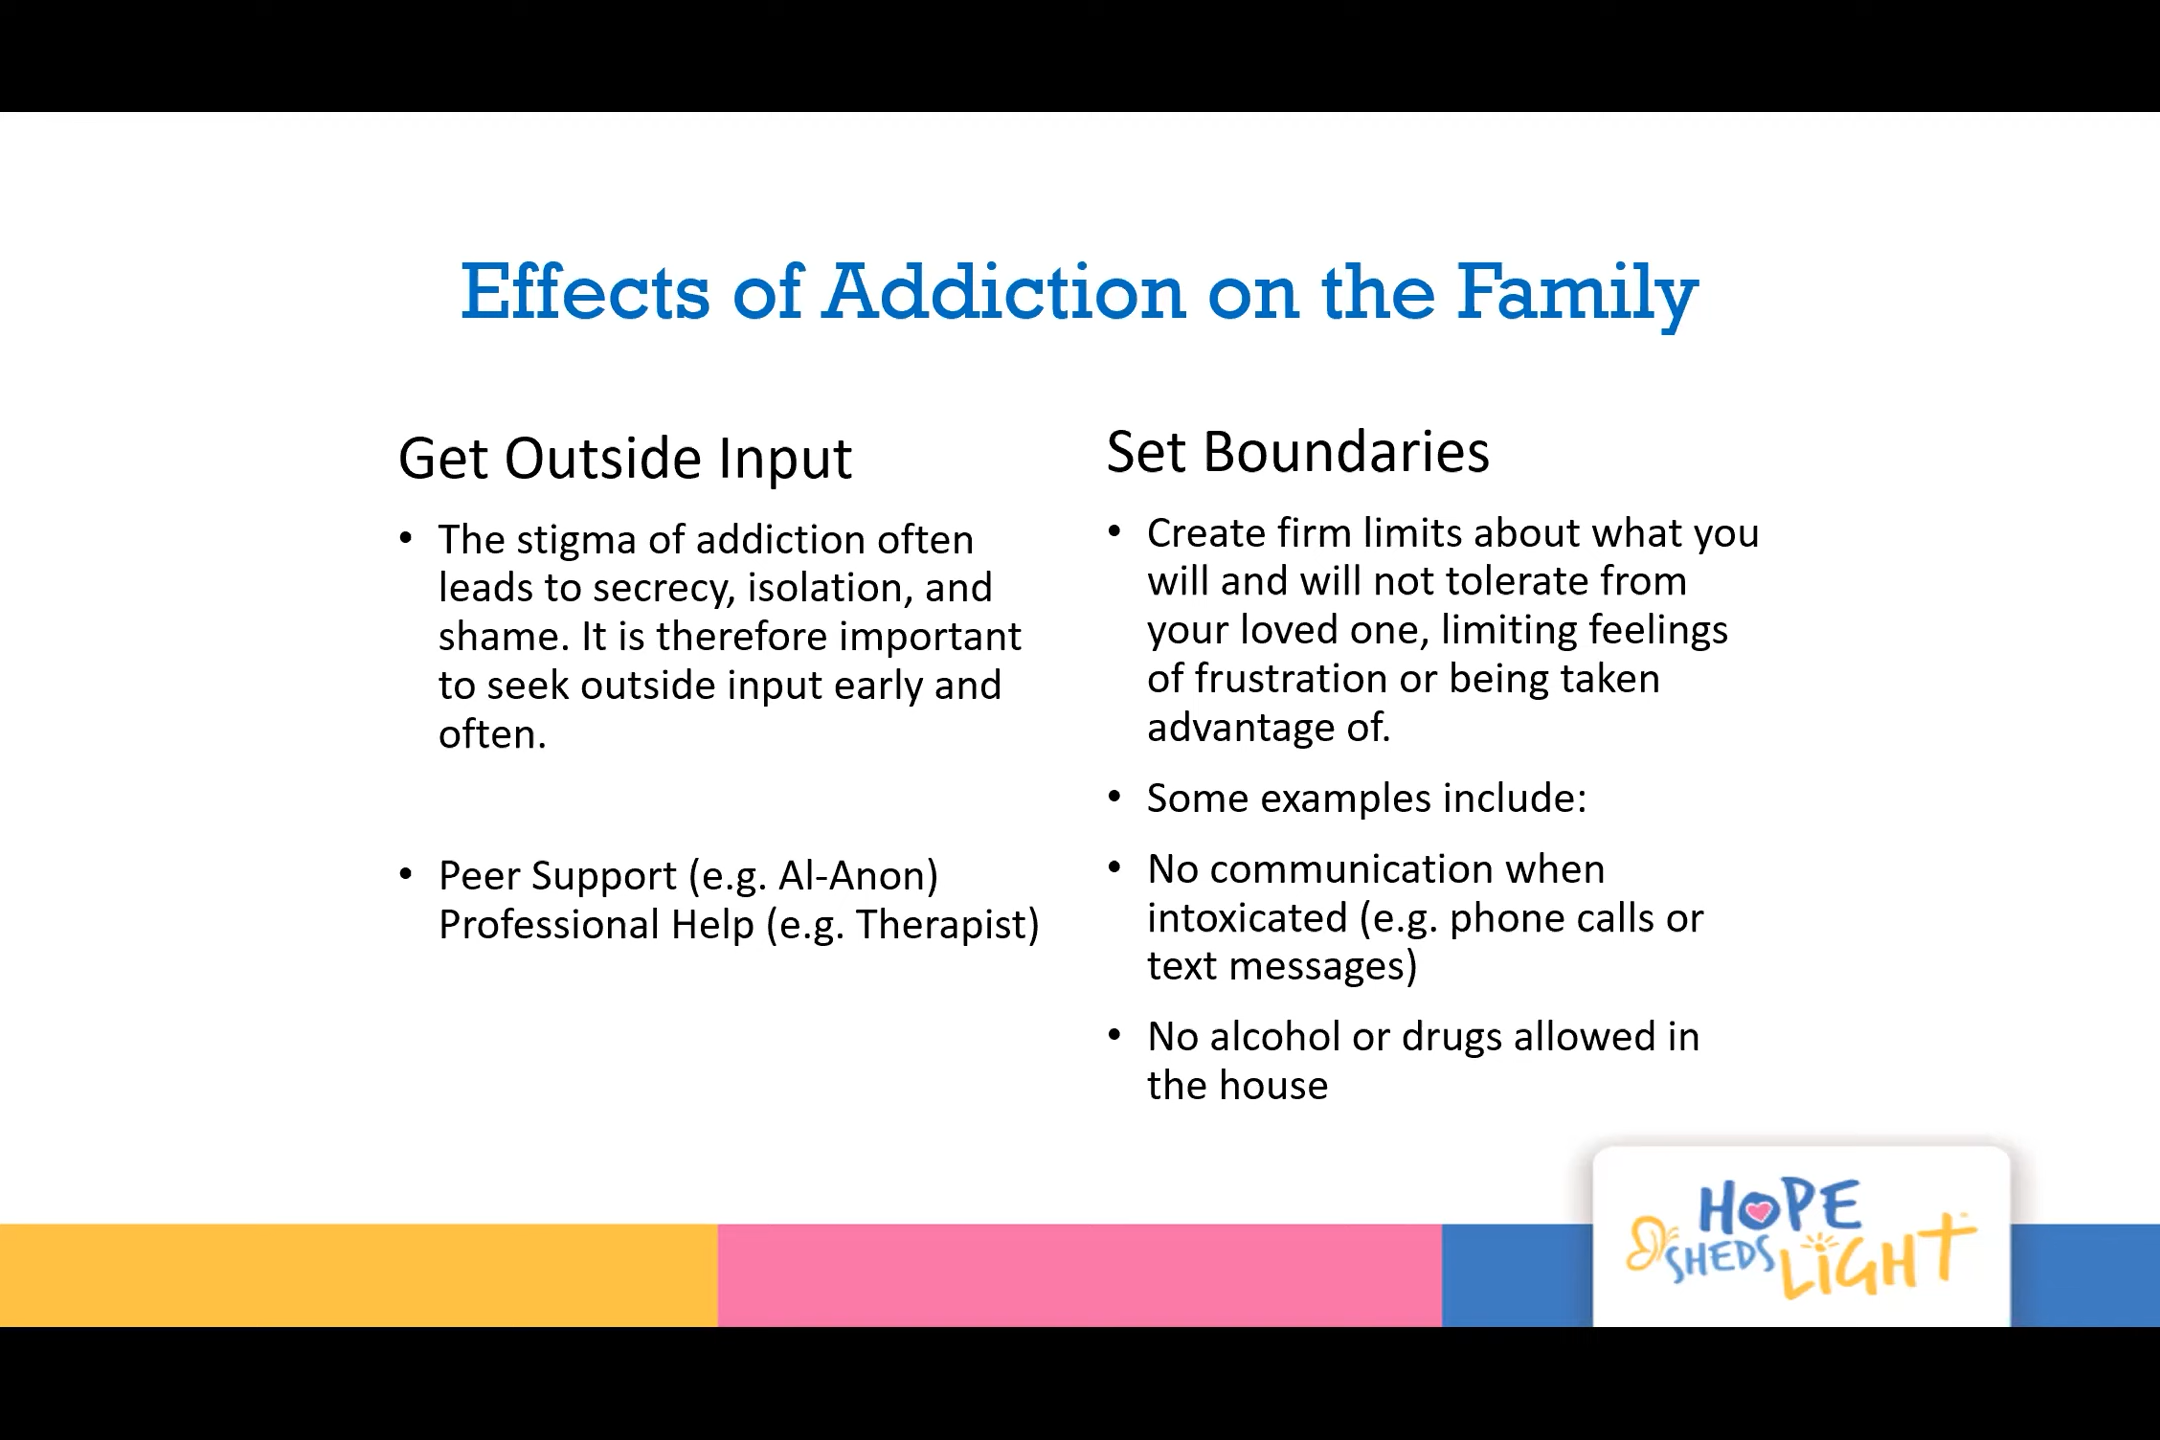 Effects of Addiction on the Family
Get Outside Input
• The stigma of addiction often
leads to secrecy, isolation, and
shame. It is therefore important
to seek outside input early and
often.
• Peer Support (e.g. Al-Anon)
Professional Help (e.g. Therapist)
Set Boundaries
• Create firm limits about what you
will and will not tolerate from
your loved one, limiting feelings
of frustration or being taken
advantage of.
• Some examples include:
• No communication when
intoxicated (e.g. phone calls or
text messages)
• No alcohol or drugs allowed in
the house
HOPE
SHEDS LIGHT